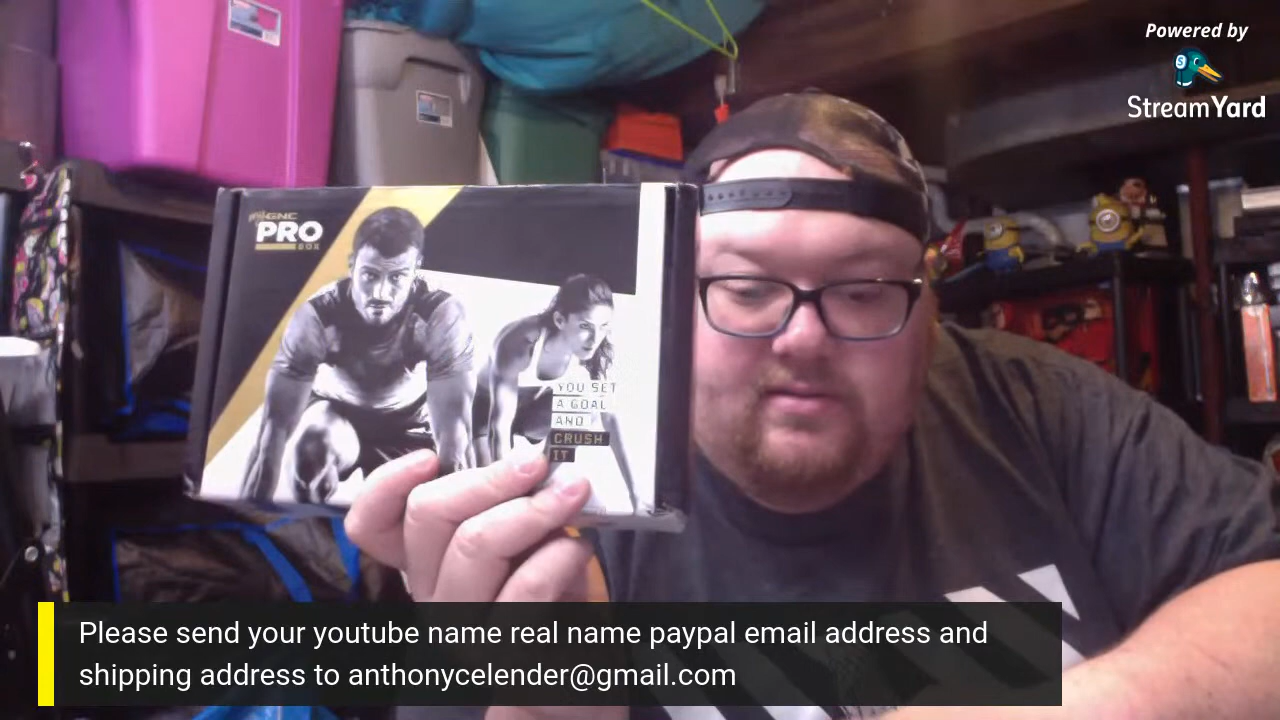 Powered by
StreamYard
myGNC
PRO
BOX
YOU SET
A GOAL
AND
CRUSH
IT
Please send your youtube name real name paypal email address and
shipping address to anthonycelender@gmail.com